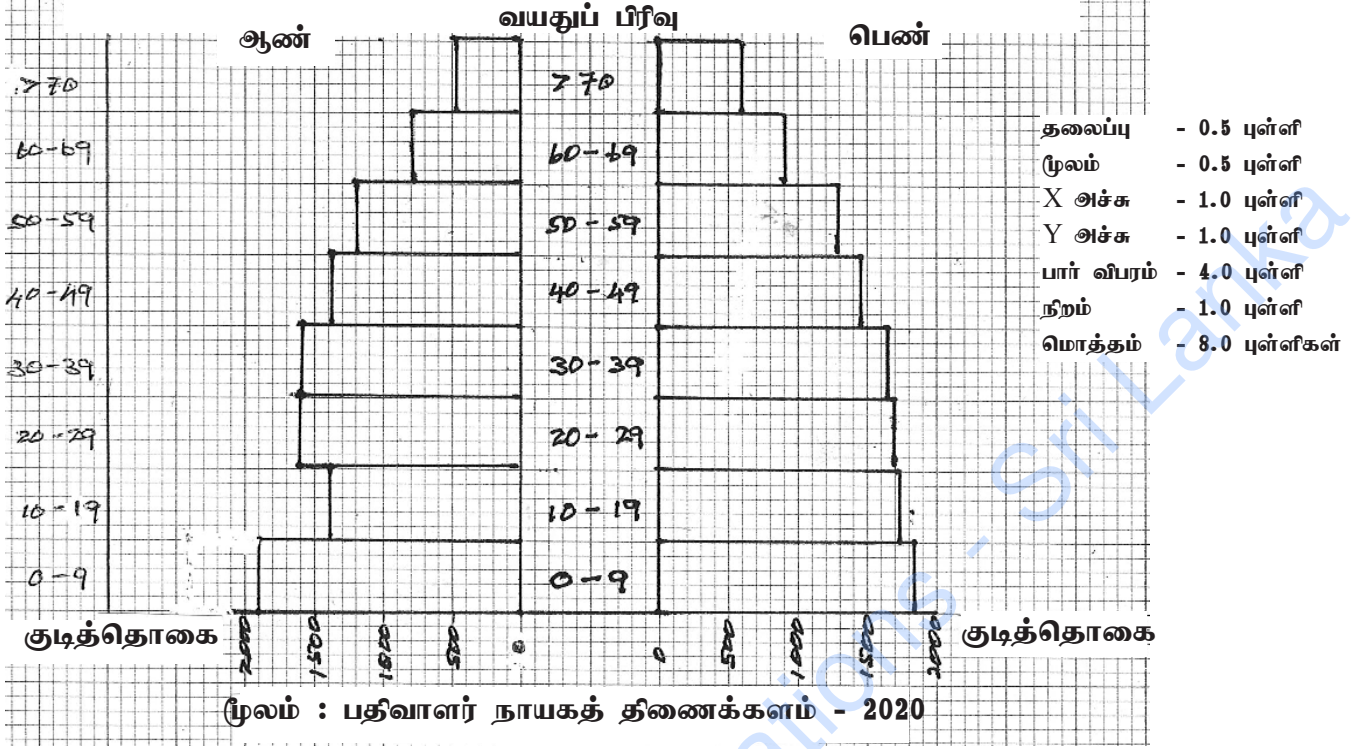 வயதுப் பிரிவு
ஆண்
பெண்
>70
60-69
50-59
40-49
30-39
20-29
10-19
0-9
≥70
60-69
50-59
40-49
30-39
20-29
10-19
0-9
தலைப்பு - 0.5 புள்ளி
மூலம் - 0.5 புள்ளி
X அச்சு - 1.0 புள்ளி
Y அச்சு - 1.0 புள்ளி
பார் விபரம் - 4.0 புள்ளி
நிறம் - 1.0 புள்ளி
மொத்தம் - 8.0 புள்ளிகள்
குடித்தொகை
2000 1500 1000 500 0
0 500 1000 1500 2000
குடித்தொகை
மூலம் : பதிவாளர் நாயகத் திணைக்களம் - 2020
ations - Sri Lanka